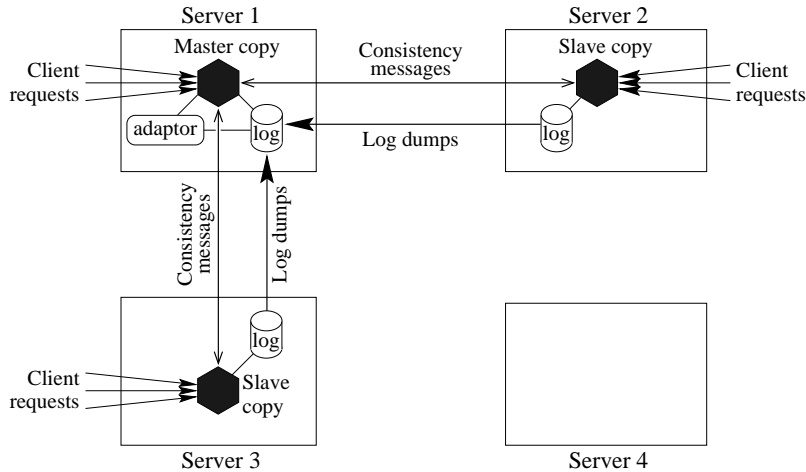 Server 1
Server 2
Master copy
Slave copy
Consistency
messages
Client
requests
Client
requests
adaptor
log
log
Log dumps
Consistency
messages
Log dumps
log
Client
requests
Slave
copy
Server 3
Server 4